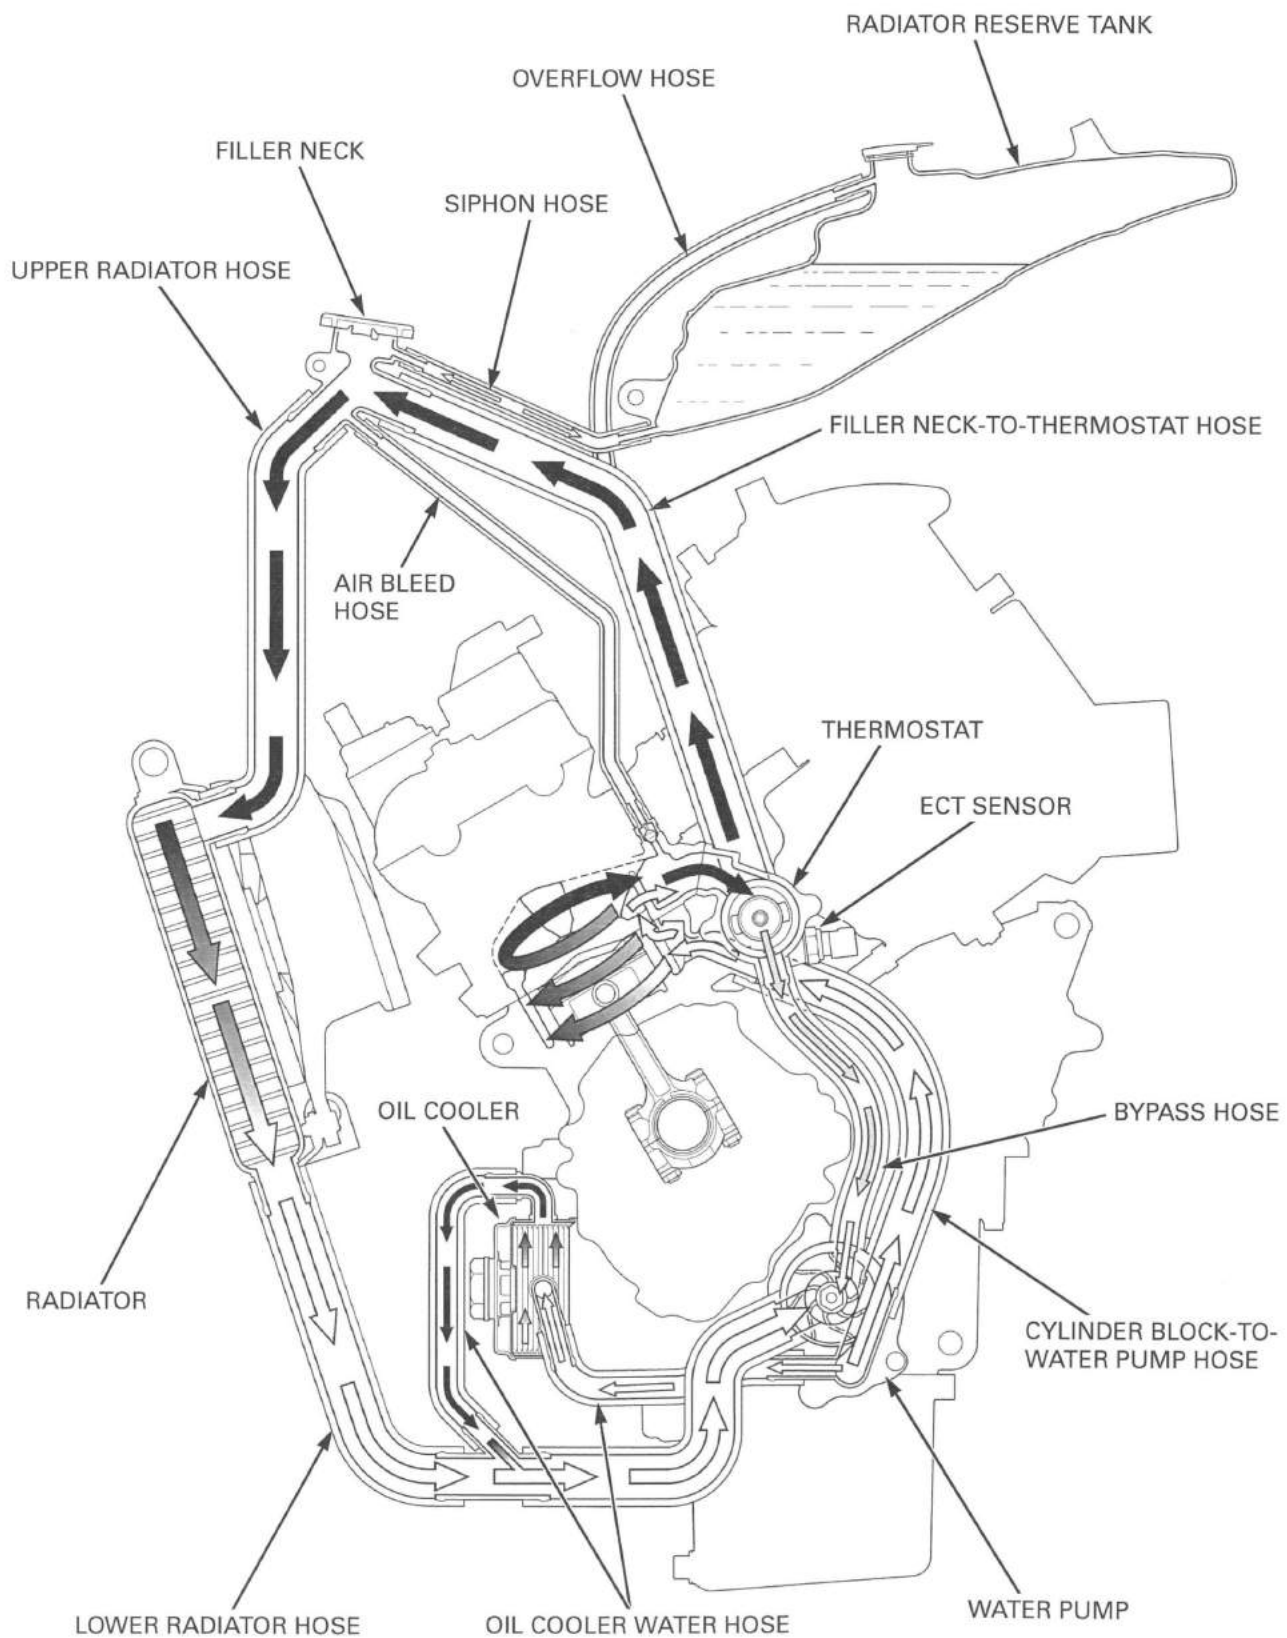 RADIATOR RESERVE TANK
OVERFLOW HOSE
FILLER NECK
SIPHON HOSE
UPPER RADIATOR HOSE
FILLER NECK-TO-THERMOSTAT HOSE
AIR BLEED
HOSE
THERMOSTAT
ECT SENSOR
OIL COOLER
BYPASS HOSE
RADIATOR
CYLINDER BLOCK-TO-
WATER PUMP HOSE
WATER PUMP
LOWER RADIATOR HOSE
OIL COOLER WATER HOSE